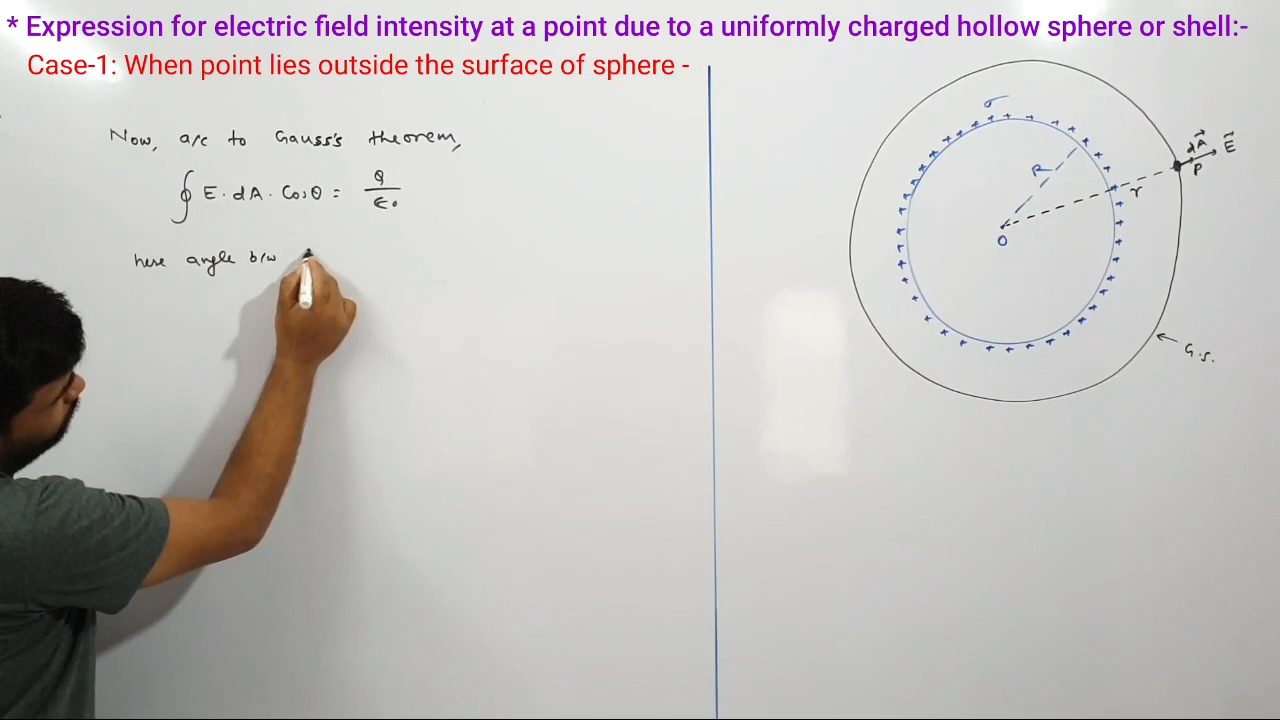 * Expression for electric field intensity at a point due to a uniformly charged hollow sphere or shell:-
Case-1: When point lies outside the surface of sphere -
Now, a/c to Gauss's theorem,
∮ E. dA. Cosθ = Q/ε₀
here angle b/w
σ
R
O
r
dA⃗
E⃗
P
G.S.